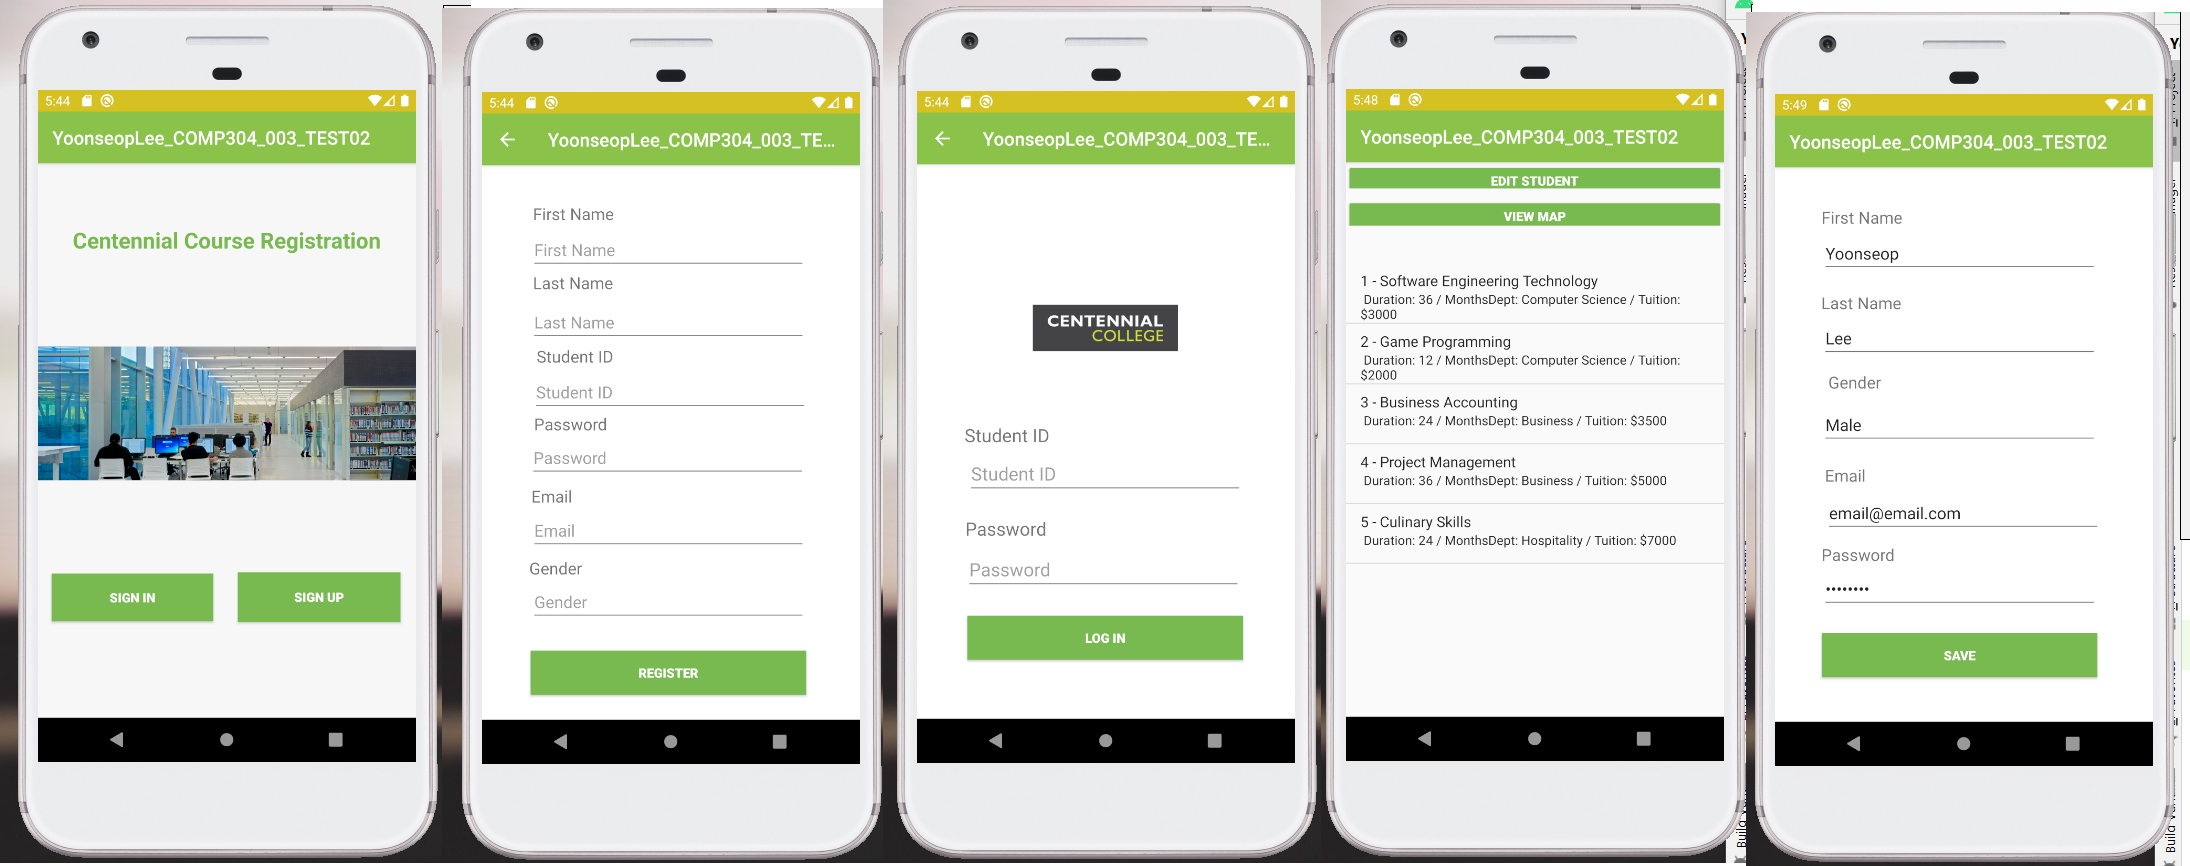 5:44
YoonseopLee_COMP304_003_TEST02
Centennial Course Registration
SIGN IN
SIGN UP
5:44
YoonseopLee_COMP304_003_TE...
First Name
First Name
Last Name
Last Name
Student ID
Student ID
Password
Password
Email
Email
Gender
Gender
REGISTER
5:44
YoonseopLee_COMP304_003_TE...
CENTENNIAL
COLLEGE
Student ID
Student ID
Password
Password
LOG IN
5:48
YoonseopLee_COMP304_003_TEST02
EDIT STUDENT
VIEW MAP
1 - Software Engineering Technology
Duration: 36 / MonthsDept: Computer Science / Tuition:
$3000
2 - Game Programming
Duration: 12 / MonthsDept: Computer Science / Tuition:
$2000
3 - Business Accounting
Duration: 24 / MonthsDept: Business / Tuition: $3500
4 - Project Management
Duration: 36 / MonthsDept: Business / Tuition: $5000
5 - Culinary Skills
Duration: 24 / MonthsDept: Hospitality / Tuition: $7000
5:49
YoonseopLee_COMP304_003_TEST02
First Name
Yoonseop
Last Name
Lee
Gender
Male
Email
email@email.com
Password
••••••••
SAVE